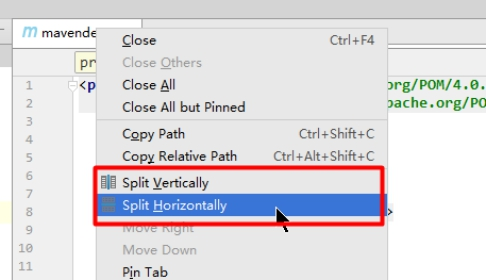 m mavende
Close Ctrl+F4
pr
Close Others
1 <p
Close All
org/POM/4.0.
2
Close All but Pinned
pache.org/PO
3
4
Copy Path Ctrl+Shift+C
5
Copy Relative Path Ctrl+Alt+Shift+C
6
Split Vertically
7
8
Split Horizontally
>
9
Move Right
10
Move Down
11
Pin Tab